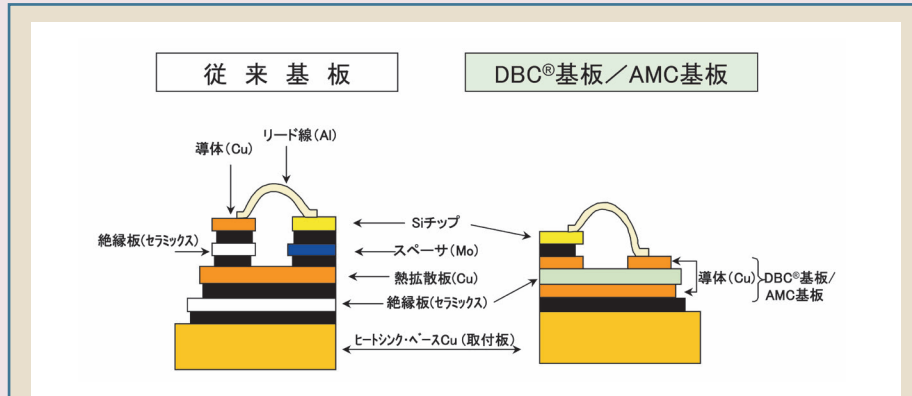 従来基板
DBC®基板／AMC基板
リード線(Al)
導体(Cu)
Siチップ
絶縁板(セラミックス)
スペーサ(Mo)
熱拡散板(Cu)
導体(Cu)
DBC®基板/
AMC基板
絶縁板(セラミックス)
ヒートシンク・ベースCu(取付板)